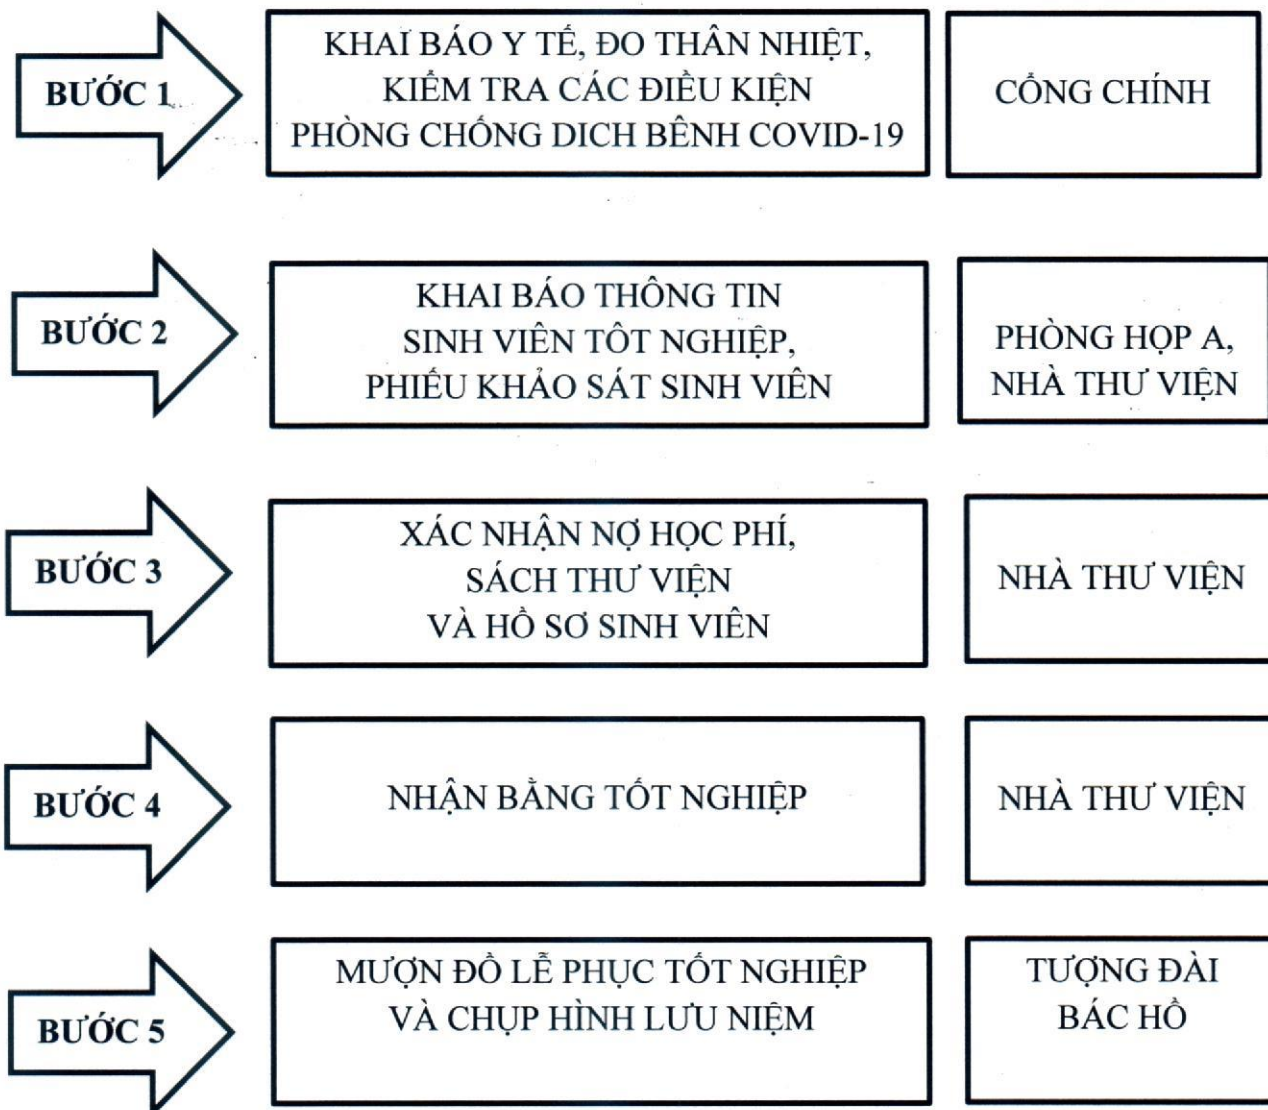 BƯỚC 1
KHAI BÁO Y TẾ, ĐO THÂN NHIỆT,
KIỂM TRA CÁC ĐIỀU KIỆN
PHÒNG CHỐNG DICH BÊNH COVID-19
CỔNG CHÍNH
BƯỚC 2
KHAI BÁO THÔNG TIN
SINH VIÊN TỐT NGHIỆP,
PHIẾU KHẢO SÁT SINH VIÊN
PHÒNG HỌP A,
NHÀ THƯ VIỆN
BƯỚC 3
XÁC NHẬN NỢ HỌC PHÍ,
SÁCH THƯ VIỆN
VÀ HỒ SƠ SINH VIÊN
NHÀ THƯ VIỆN
BƯỚC 4
NHẬN BẰNG TỐT NGHIỆP
NHÀ THƯ VIỆN
BƯỚC 5
MƯỢN ĐỒ LỄ PHỤC TỐT NGHIỆP
VÀ CHỤP HÌNH LƯU NIỆM
TƯỢNG ĐÀI
BÁC HỒ